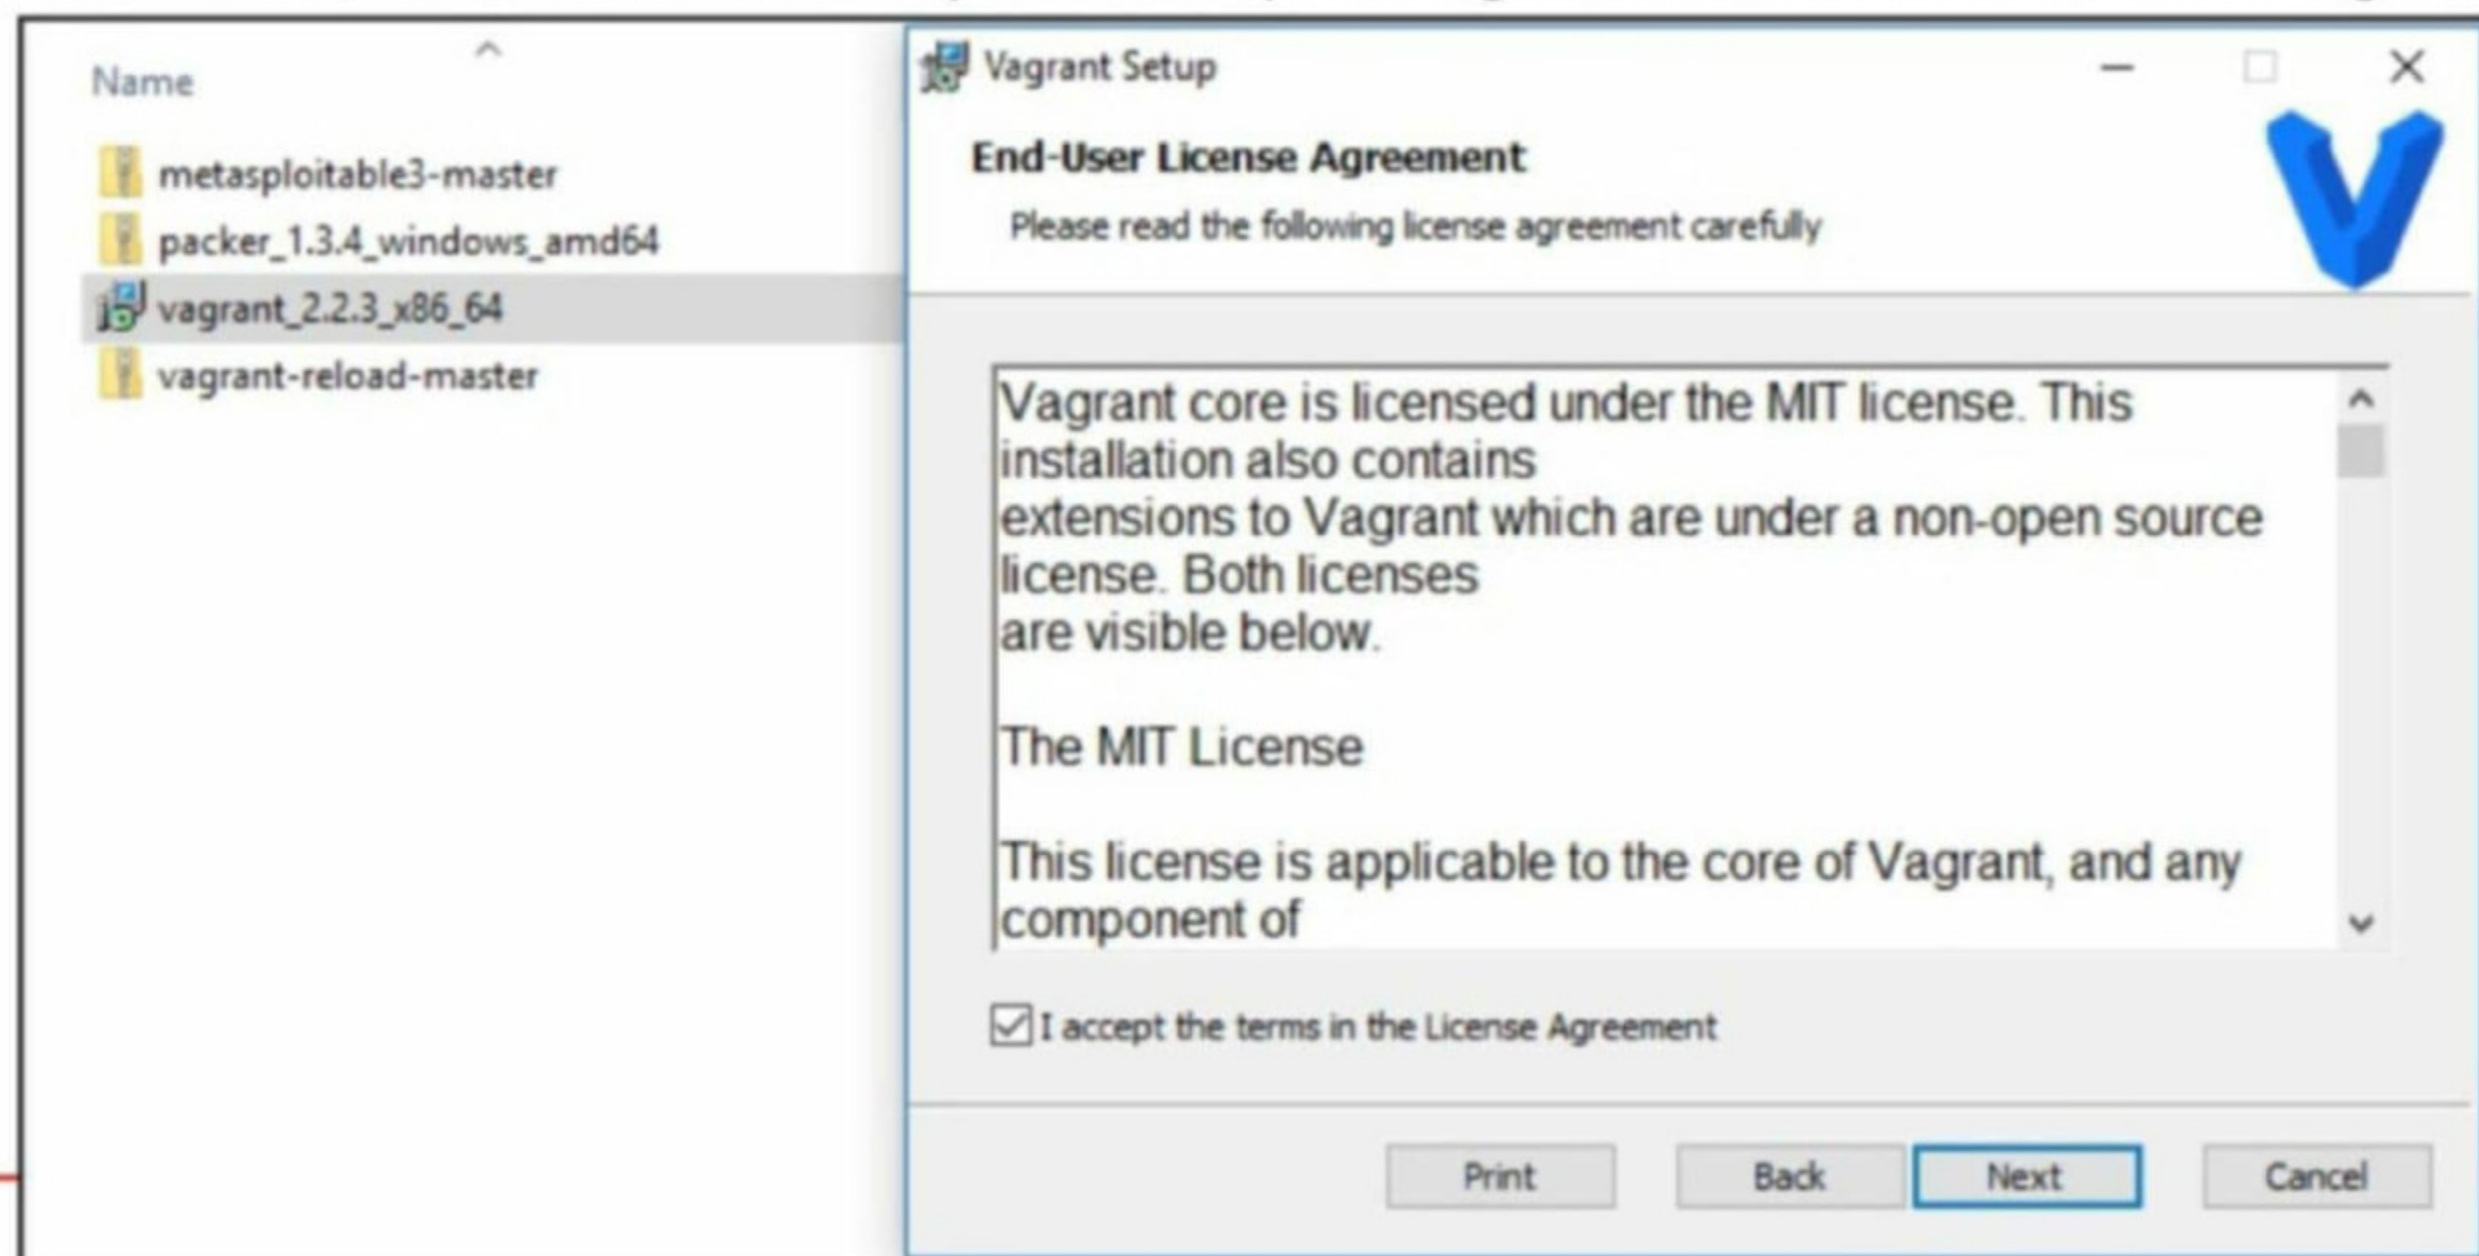 Name
metasploitable3-master
packer_1.3.4_windows_amd64
vagrant_2.2.3_x86_64
vagrant-reload-master
Vagrant Setup
End-User License Agreement
Please read the following license agreement carefully
Vagrant core is licensed under the MIT license. This
installation also contains
extensions to Vagrant which are under a non-open source
license. Both licenses
are visible below.
The MIT License
This license is applicable to the core of Vagrant, and any
component of
I accept the terms in the License Agreement
Print
Back
Next
Cancel